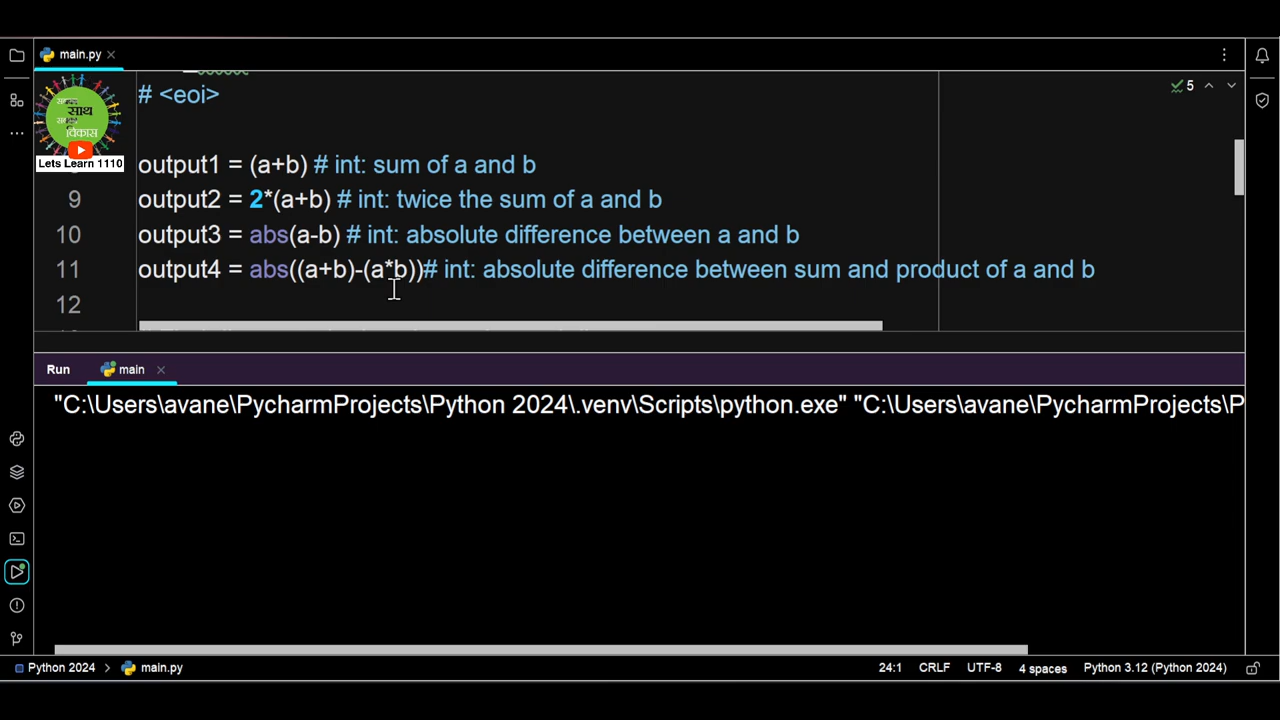 main.py
5
# <eoi>
साथ
विकास
Lets Learn 1110
output1 = (a+b) # int: sum of a and b
9 output2 = 2*(a+b) # int: twice the sum of a and b
10 output3 = abs(a-b) # int: absolute difference between a and b
11 output4 = abs((a+b)-(a*b))# int: absolute difference between sum and product of a and b
12
Run main
"C:\Users\avane\PycharmProjects\Python 2024\.venv\Scripts\python.exe" "C:\Users\avane\PycharmProjects\P
Python 2024 > main.py 24:1 CRLF UTF-8 4 spaces Python 3.12 (Python 2024)